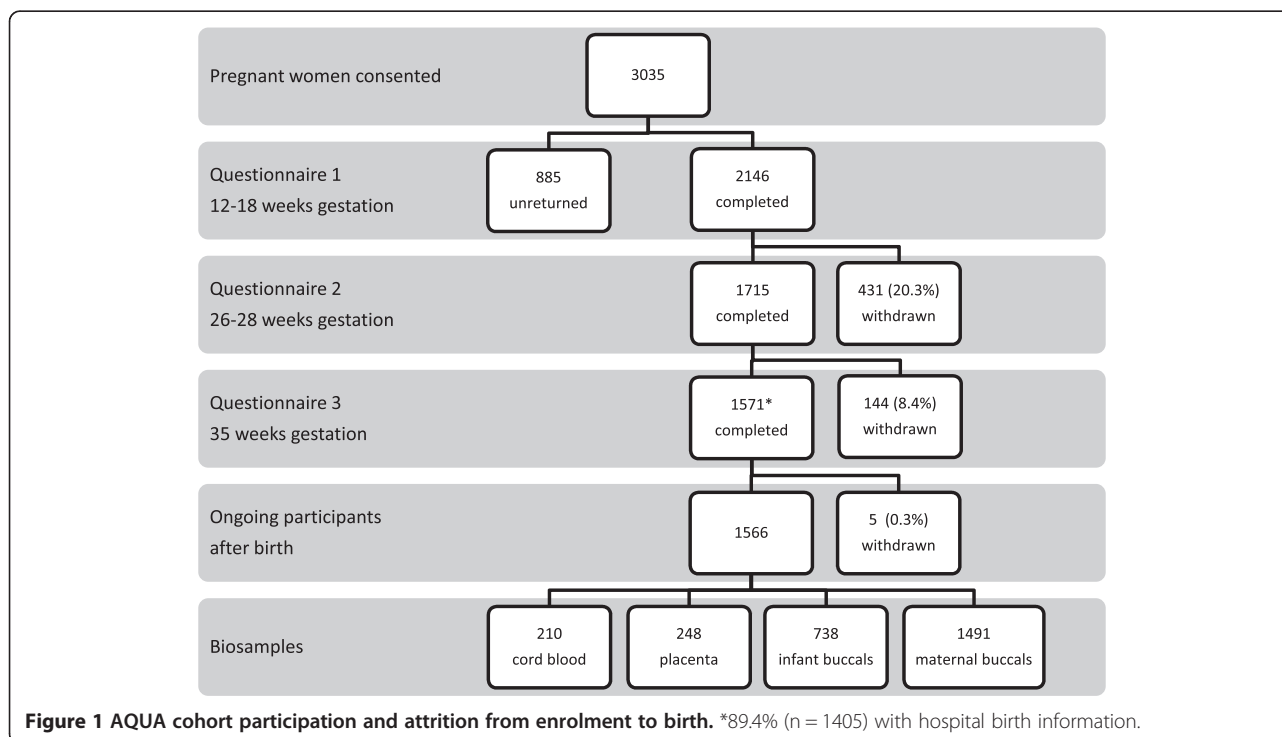 Pregnant women consented
3035
Questionnaire 1
12-18 weeks gestation
885
unreturned
2146
completed
Questionnaire 2
26-28 weeks gestation
1715
completed
431 (20.3%)
withdrawn
Questionnaire 3
35 weeks gestation
1571*
completed
144 (8.4%)
withdrawn
Ongoing participants
after birth
1566
5 (0.3%)
withdrawn
Biosamples
210
cord blood
248
placenta
738
infant buccals
1491
maternal buccals
Figure 1 AQUA cohort participation and attrition from enrolment to birth. *89.4% (n = 1405) with hospital birth information.